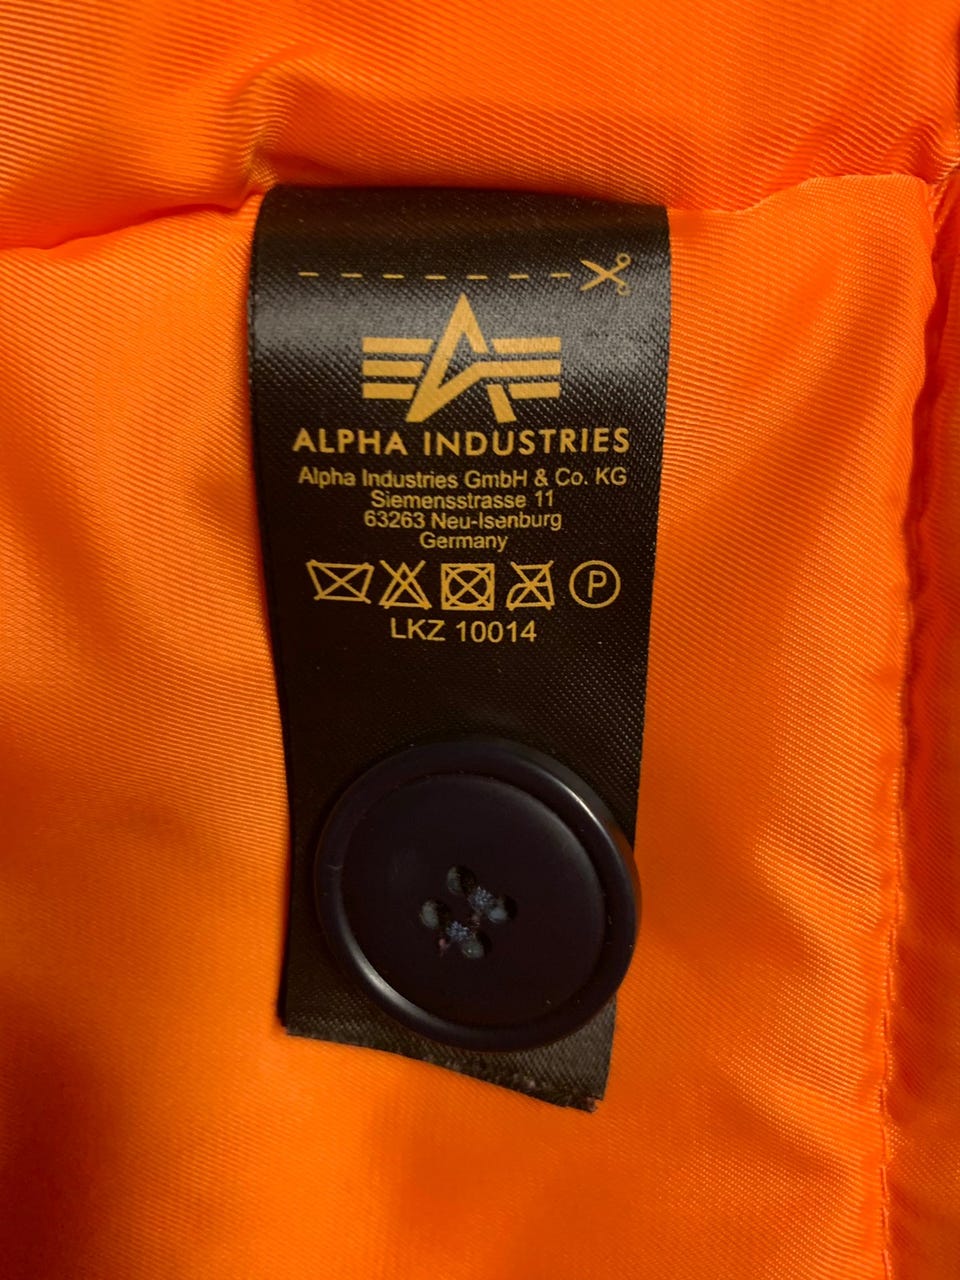 ALPHA INDUSTRIES
Alpha Industries GmbH & Co. KG
Siemensstrasse 11
63263 Neu-Isenburg
Germany
P
LKZ 10014